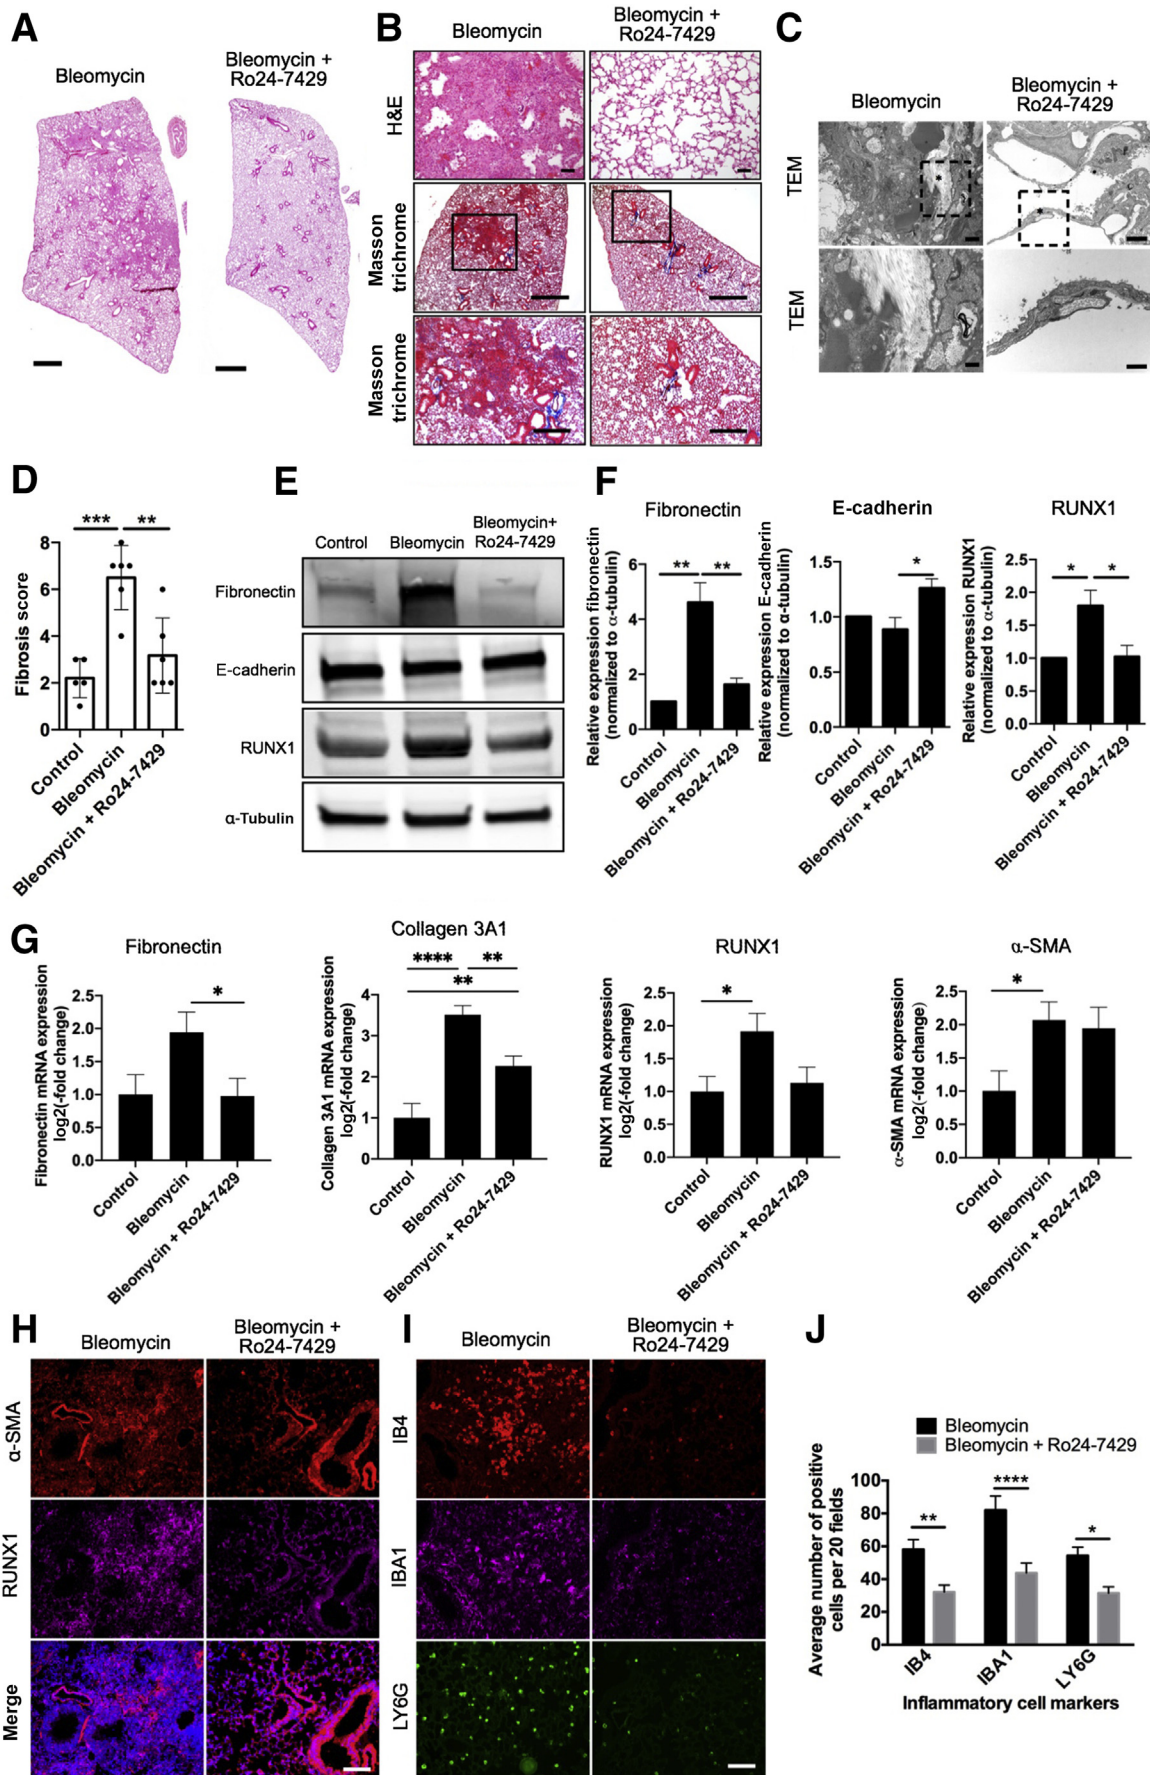 A
Bleomycin
Bleomycin +
Ro24-7429
B
Bleomycin
Bleomycin +
Ro24-7429
H&E
Masson
trichrome
Masson
trichrome
C
Bleomycin
Bleomycin +
Ro24-7429
TEM
*
*
TEM
D
Fibrosis score
8
6
4
2
0
***
**
Control
Bleomycin
Bleomycin + Ro24-7429
E
Control
Bleomycin
Bleomycin+
Ro24-7429
Fibronectin
E-cadherin
RUNX1
α-Tubulin
F
Fibronectin
Relative expression fibronectin
(normalized to α-tubulin)
6
4
2
0
**
**
Control
Bleomycin
Bleomycin + Ro24-7429
E-cadherin
Relative expression E-cadherin
(normalized to α-tubulin)
1.5
1.0
0.5
0.0
*
Control
Bleomycin
Bleomycin + Ro24-7429
RUNX1
Relative expression RUNX1
(normalized to α-tubulin)
2.5
2.0
1.5
1.0
0.5
0.0
*
*
Control
Bleomycin
Bleomycin + Ro24-7429
G
Fibronectin
Fibronectin mRNA expression
log2(-fold change)
2.5
2.0
1.5
1.0
0.5
0.0
*
Control
Bleomycin
Bleomycin + Ro24-7429
Collagen 3A1
Collagen 3A1 mRNA expression
log2(-fold change)
4
3
2
1
0
****
**
**
Control
Bleomycin
Bleomycin + Ro24-7429
RUNX1
RUNX1 mRNA expression
log2(-fold change)
2.5
2.0
1.5
1.0
0.5
0.0
*
Control
Bleomycin
Bleomycin + Ro24-7429
α-SMA
α-SMA mRNA expression
log2(-fold change)
2.5
2.0
1.5
1.0
0.5
0.0
*
Control
Bleomycin
Bleomycin + Ro24-7429
H
Bleomycin
Bleomycin +
Ro24-7429
α-SMA
RUNX1
Merge
I
Bleomycin
Bleomycin +
Ro24-7429
IB4
IBA1
LY6G
J
Bleomycin
Bleomycin + Ro24-7429
Average number of positive
cells per 20 fields
100
80
60
40
20
0
**
****
*
IB4
IBA1
LY6G
Inflammatory cell markers